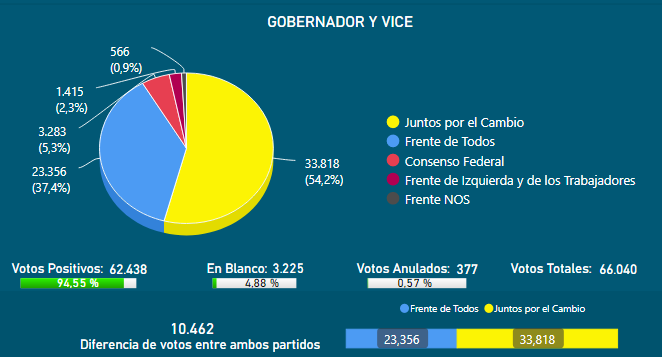 GOBERNADOR Y VICE
566
(0,9%)
1.415
(2,3%)
3.283
(5,3%)
23.356
(37,4%)
33.818
(54,2%)
Juntos por el Cambio
Frente de Todos
Consenso Federal
Frente de Izquierda y de los Trabajadores
Frente NOS
Votos Positivos: 62.438
94,55 %
En Blanco: 3.225
4,88 %
Votos Anulados: 377
0,57 %
Votos Totales: 66.040
Frente de Todos Juntos por el Cambio
10.462
Diferencia de votos entre ambos partidos
23,356 33,818